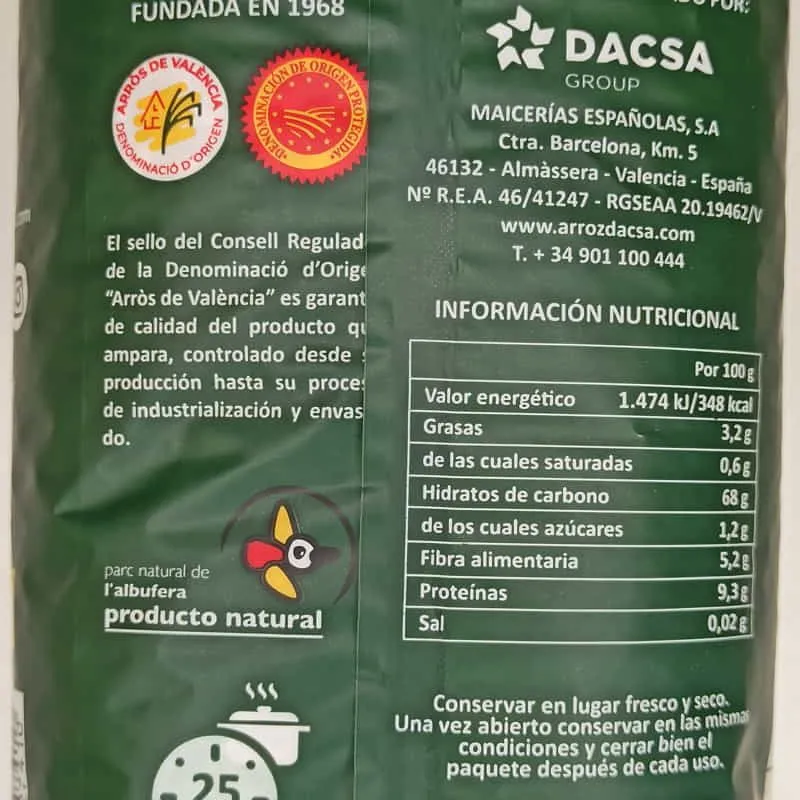 FUNDADA EN 1968
ARRÒS DE VALÈNCIA
DENOMINACIÓ D'ORIGEN
DENOMINACIÓN DE ORIGEN PROTEGIDA
El sello del Consell
de la Denominació
"Arròs de València" es
de calidad del producto
ampara, controlado desde
producción hasta su
de industrialización y
do.
parc natural de
l'albufera
producto natural
25
POR:
DACSA
GROUP
MAICERÍAS ESPAÑOLAS, S.A
Ctra. Barcelona, Km. 5
46132 - Almàssera - Valencia - España
Nº R.E.A. 46/41247 - RGSEAA 20.19462/V
www.arrozdacsa.com
T. + 34 901 100 444
INFORMACIÓN NUTRICIONAL
Por 100 g
Valor energético 1.474 kJ/348 kcal
Grasas 3,2 g
de las cuales saturadas 0,6 g
Hidratos de carbono 68 g
de los cuales azúcares 1,2 g
Fibra alimentaria 5,2 g
Proteínas 9,3 g
Sal 0,02 g
Conservar en lugar fresco y seco.
Una vez abierto conservar en las mismas
condiciones y cerrar bien el
paquete después de cada uso.